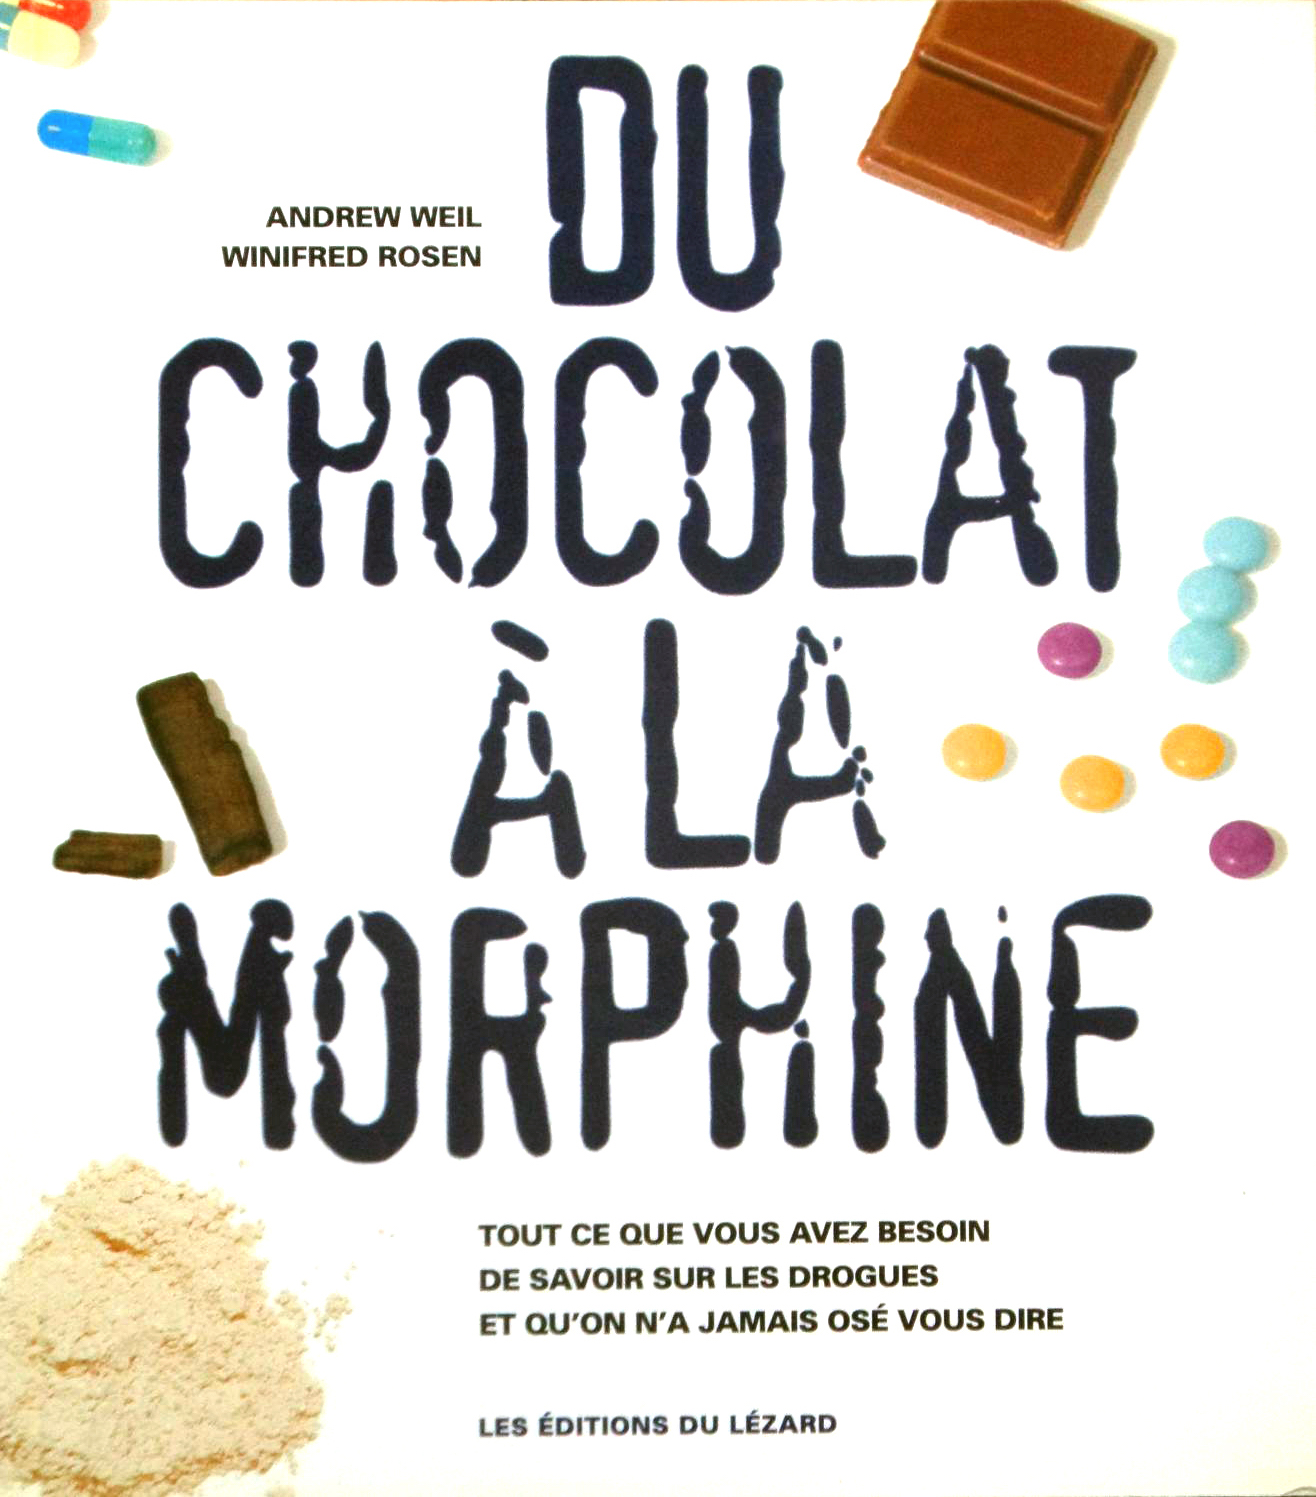 ANDREW WEIL
WINIFRED ROSEN
DU
CHOCOLAT
À LA
MORPHINE
TOUT CE QUE VOUS AVEZ BESOIN
DE SAVOIR SUR LES DROGUES
ET QU'ON N'A JAMAIS OSÉ VOUS DIRE
LES ÉDITIONS DU LÉZARD